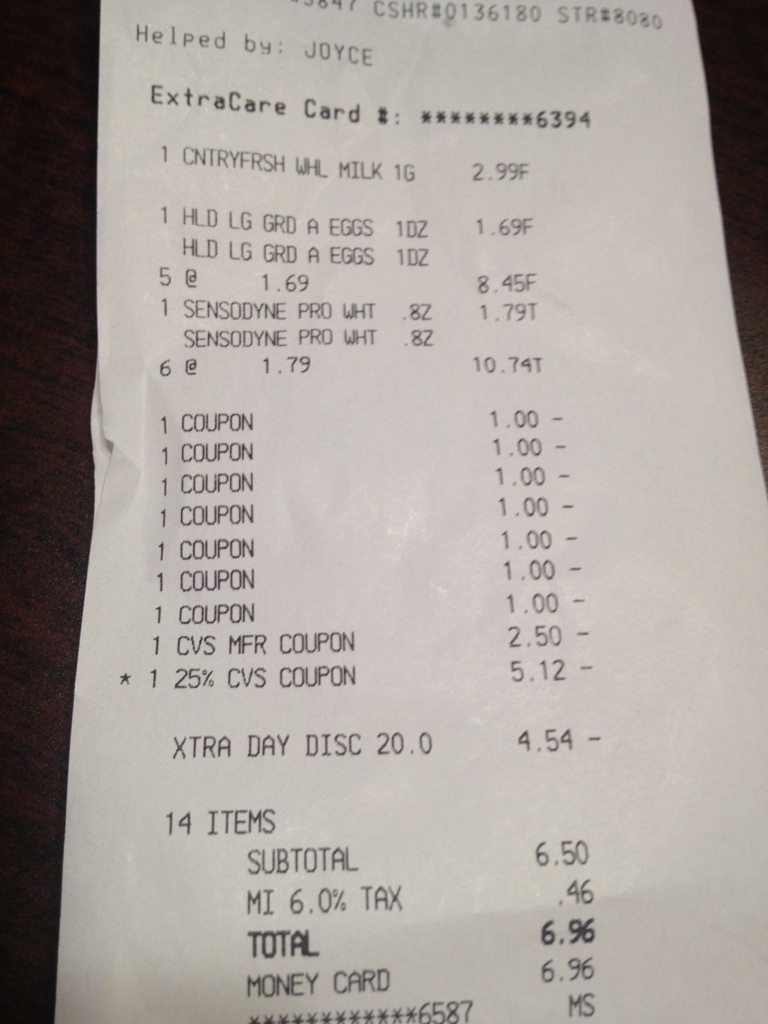 3847 CSHR#0136180 STR#8080
Helped by: JOYCE
ExtraCare Card #: ********6394
1 CNTRYFRSH WHL MILK 1G 2.99F
1 HLD LG GRD A EGGS 1DZ 1.69F
HLD LG GRD A EGGS 1DZ
5 @ 1.69 8.45F
1 SENSODYNE PRO WHT .8Z 1.79T
SENSODYNE PRO WHT .8Z
6 @ 1.79 10.74T
1 COUPON 1.00 -
1 COUPON 1.00 -
1 COUPON 1.00 -
1 COUPON 1.00 -
1 COUPON 1.00 -
1 COUPON 1.00 -
1 COUPON 1.00 -
1 CVS MFR COUPON 2.50 -
* 1 25% CVS COUPON 5.12 -
XTRA DAY DISC 20.0 4.54 -
14 ITEMS
SUBTOTAL 6.50
MI 6.0% TAX .46
TOTAL 6.96
MONEY CARD 6.96
************6587 MS